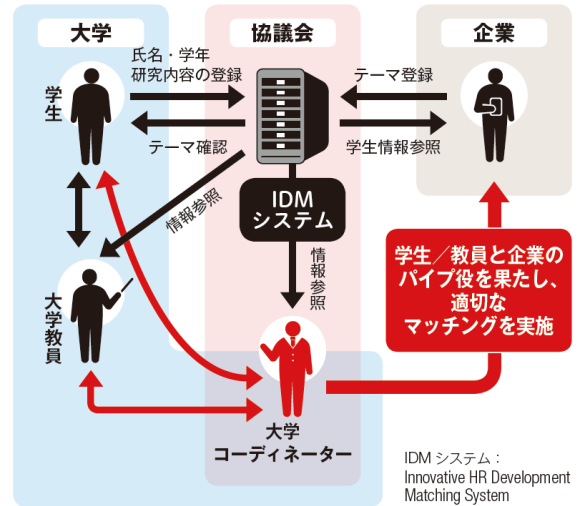 大学
協議会
企業
氏名・学年
研究内容の登録
テーマ登録
学生
テーマ確認
学生情報参照
情報参照
IDM
システム
情報参照
学生／教員と企業の
パイプ役を果たし、
適切な
マッチングを実施
大学教員
大学
コーディネーター
IDM システム：
Innovative HR Development
Matching System